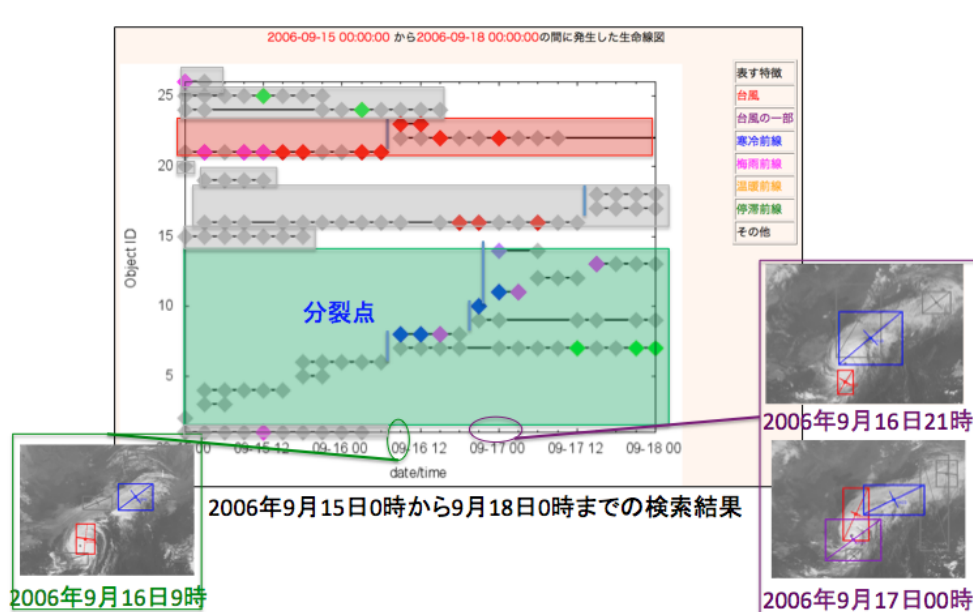 2006-09-15 00:00:00 から2006-09-18 00:00:00の間に発生した生命線図
表す特徴
台風
台風の一部
寒冷前線
梅雨前線
温暖前線
停滞前線
その他
Object ID
25
20
15
10
5
分裂点
00
09-15 12
09-16 00
09-16 12
09-17 00
09-17 12
09-18 00
date/time
2006年9月15日0時から9月18日0時までの検索結果
2006年9月16日9時
2006年9月16日21時
2006年9月17日00時